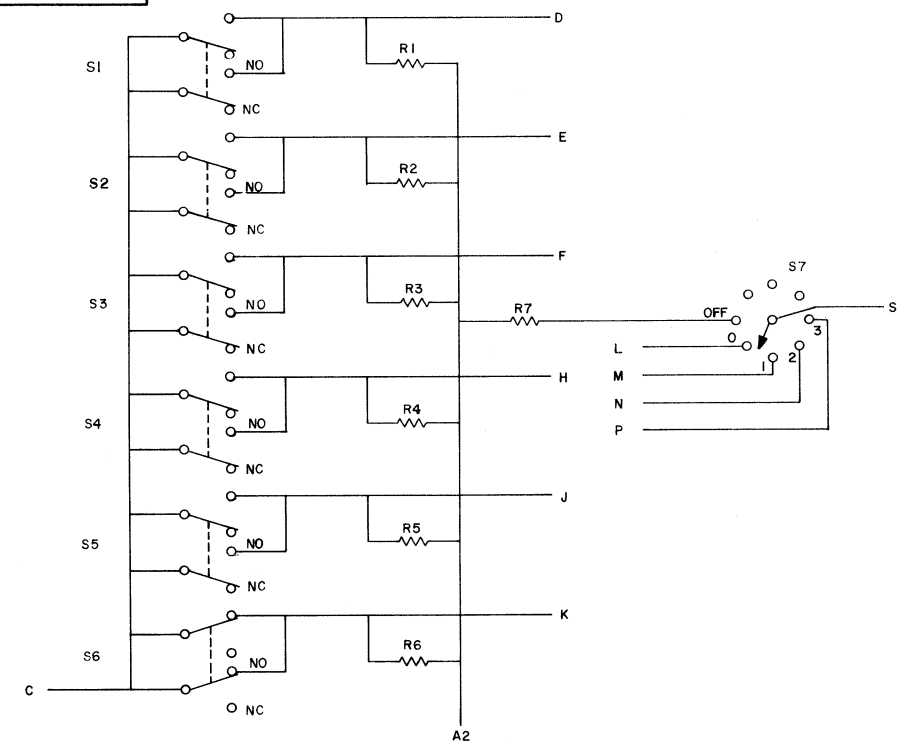 D
R1
S1
NO
NC
E
R2
S2
NO
NC
F
S7
R3
S3
NO
R7
OFF
S
3
0
L
NC
2
1
M
H
N
R4
S4
NO
P
NC
J
R5
S5
NO
NC
K
R6
S6
NO
C
NC
A2